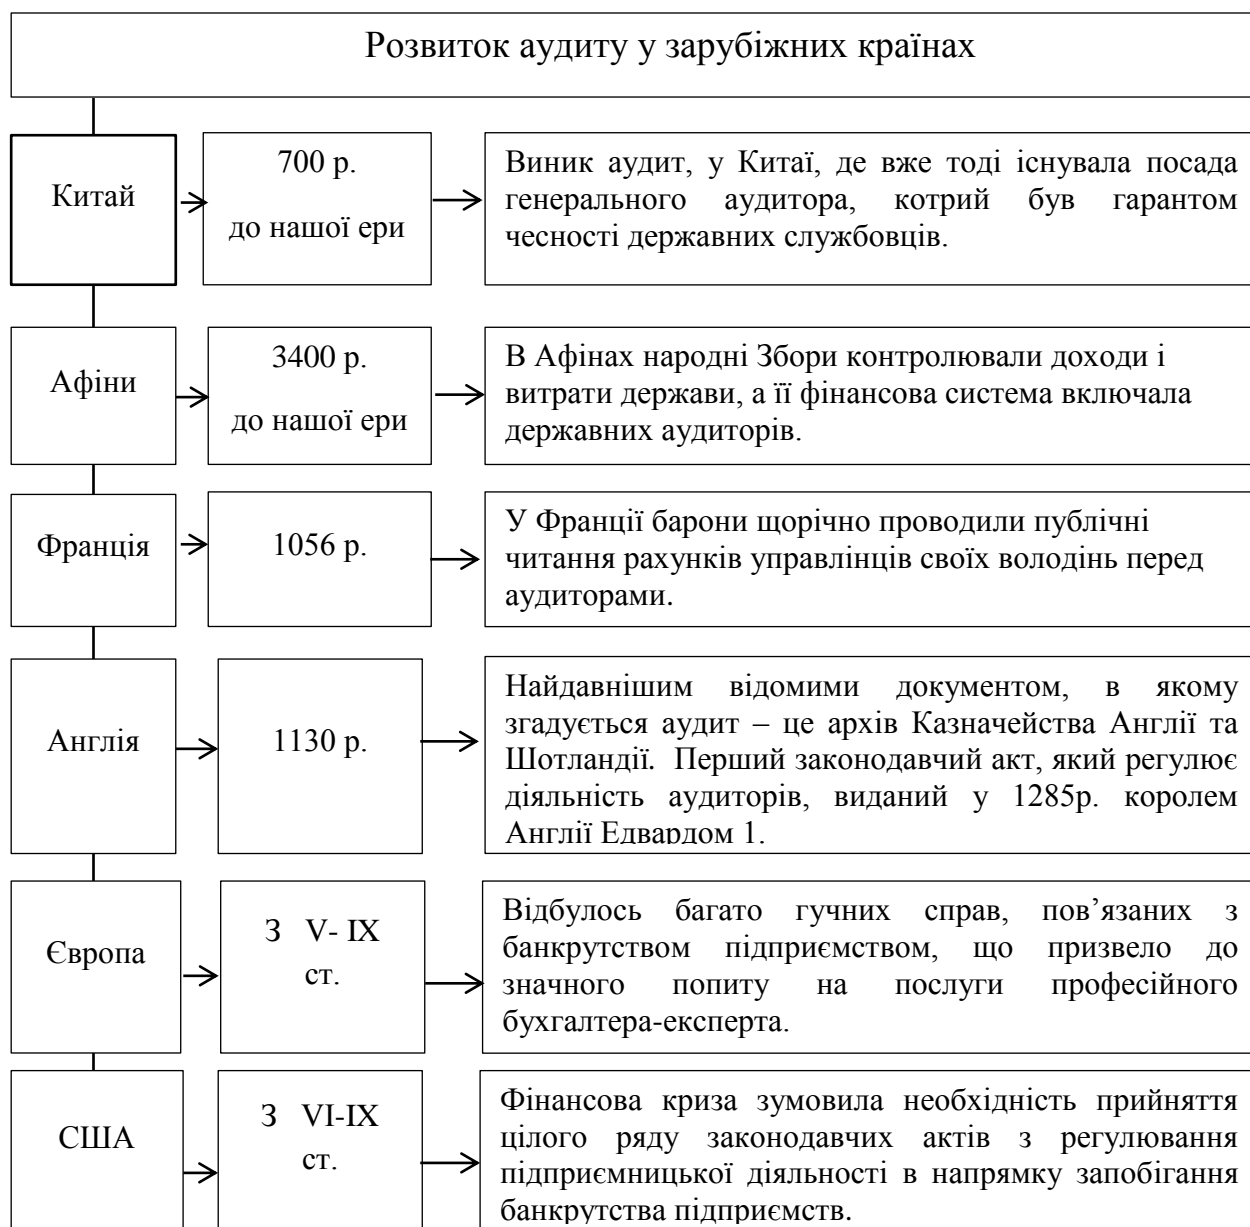 Розвиток аудиту у зарубіжних країнах
Китай
700 р.
до нашої ери
Виник аудит, у Китаї, де вже тоді існувала посада
генерального аудитора, котрий був гарантом
чесності державних службовців.
Афіни
3400 р.
до нашої ери
В Афінах народні Збори контролювали доходи і
витрати держави, а її фінансова система включала
державних аудиторів.
Франція
1056 р.
У Франції барони щорічно проводили публічні
читання рахунків управлінців своїх володінь перед
аудиторами.
Англія
1130 р.
Найдавнішим відомими документом, в якому
згадується аудит – це архів Казначейства Англії та
Шотландії. Перший законодавчий акт, який регулює
діяльність аудиторів, виданий у 1285р. королем
Англії Едвардом 1.
Європа
З V- IX
ст.
Відбулось багато гучних справ, пов’язаних з
банкрутством підприємством, що призвело до
значного попиту на послуги професійного
бухгалтера-експерта.
США
З VI-IX
ст.
Фінансова криза зумовила необхідність прийняття
цілого ряду законодавчих актів з регулювання
підприємницької діяльності в напрямку запобігання
банкрутства підприємств.